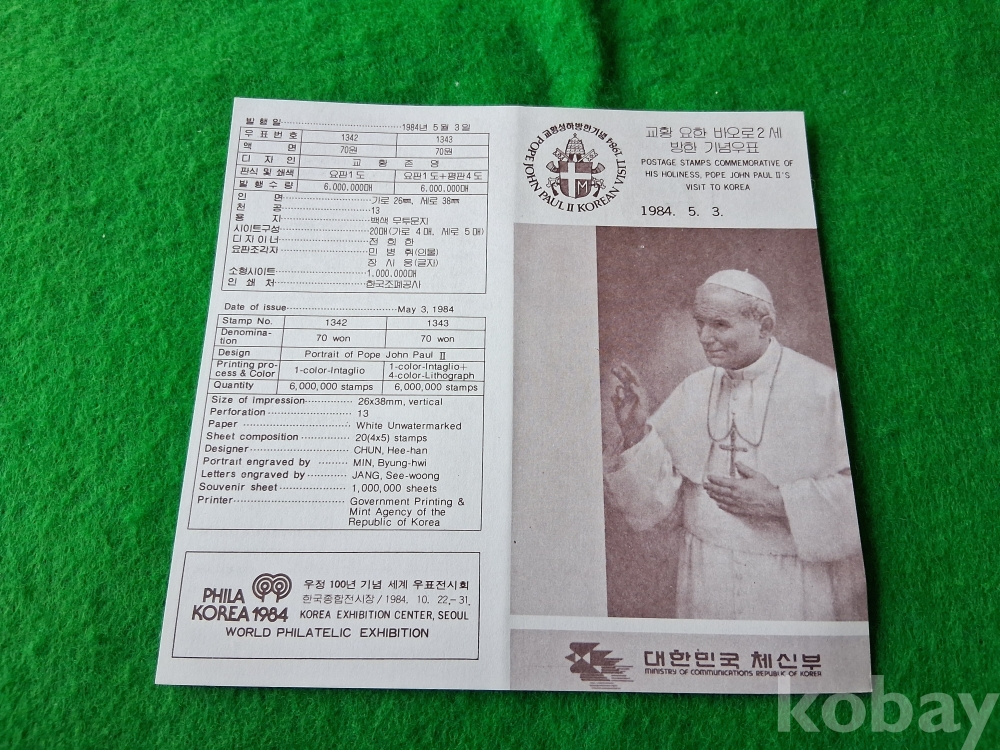 발 행 일 1984년 5월 3일
우 표 번 호 1342 1343
액 면 70원 70원
디 자 인 교 황 존 영
판식 및 쇄색 요판1도 요판1도+평판4도
발 행 수 량 6,000,000매 6,000,000매
인 면 가로 26㎜, 세로 38㎜
천 공 13
용 지 백색 무투문지
시이트구성 20매(가로 4매, 세로 5매)
디 자 이 너 전 희 한
요판조각자 민 병 휘(인물)
장 시 웅(글자)
소형시이트 1,000,000매
인 쇄 처 한국조폐공사
Date of issue May 3, 1984
Stamp No. 1342 1343
Denomina-
tion 70 won 70 won
Design Portrait of Pope John Paul Ⅱ
Printing pro-
cess & Color 1-color-Intaglio 1-color-Intaglio+
4-color-Lithograph
Quantity 6,000,000 stamps 6,000,000 stamps
Size of Impression 26x38mm, vertical
Perforation 13
Paper White Unwatermarked
Sheet composition 20(4x5) stamps
Designer CHUN, Hee-han
Portrait engraved by MIN, Byung-hwi
Letters engraved by JANG, See-woong
Souvenir sheet 1,000,000 sheets
Printer Government Printing &
Mint Agency of the
Republic of Korea
PHILA
KOREA 1984
우정 100년 기념 세계 우표전시회
한국종합전시장/1984. 10. 22.-31.
KOREA EXHIBITION CENTER, SEOUL
WORLD PHILATELIC EXHIBITION
교황성하방한기념 1984
POPE JOHN PAUL II KOREAN VISIT
M
교황 요한 바오로 2 세
방한 기념우표
POSTAGE STAMPS COMMEMORATIVE OF
HIS HOLINESS, POPE JOHN PAUL Ⅱ'S
VISIT TO KOREA
1984. 5. 3.
대한민국 체신부
MINISTRY OF COMMUNICATIONS REPUBLIC OF KOREA
kobay